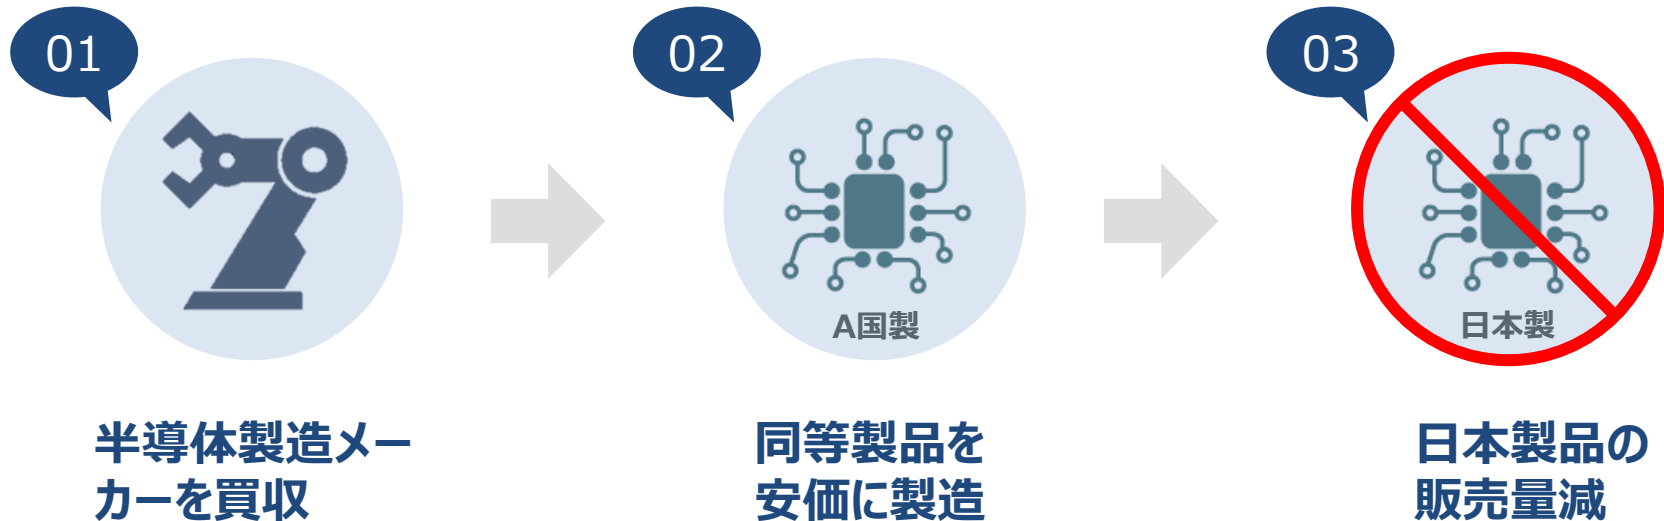 01
02
03
A国製
日本製
半導体製造メー
カーを買収
同等製品を
安価に製造
日本製品の
販売量減